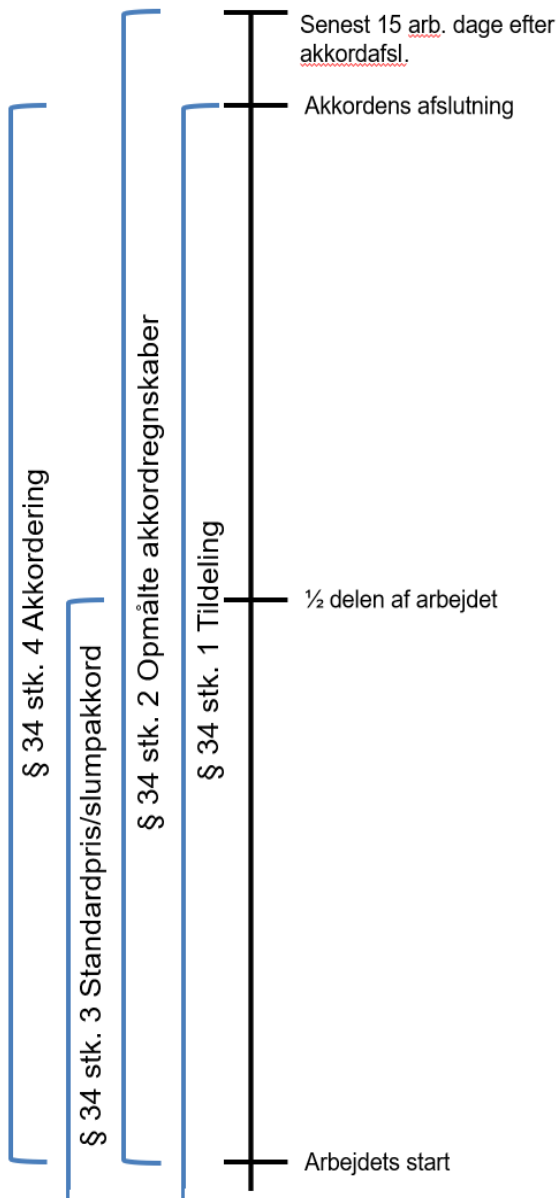 Senest 15 arb. dage efter
akkordafsl.
Akkordens afslutning
½ delen af arbejdet
Arbejdets start
§ 34 stk. 4 Akkordering
§ 34 stk. 3 Standardpris/slumpakkord
§ 34 stk. 2 Opmålte akkordregnskaber
§ 34 stk. 1 Tildeling